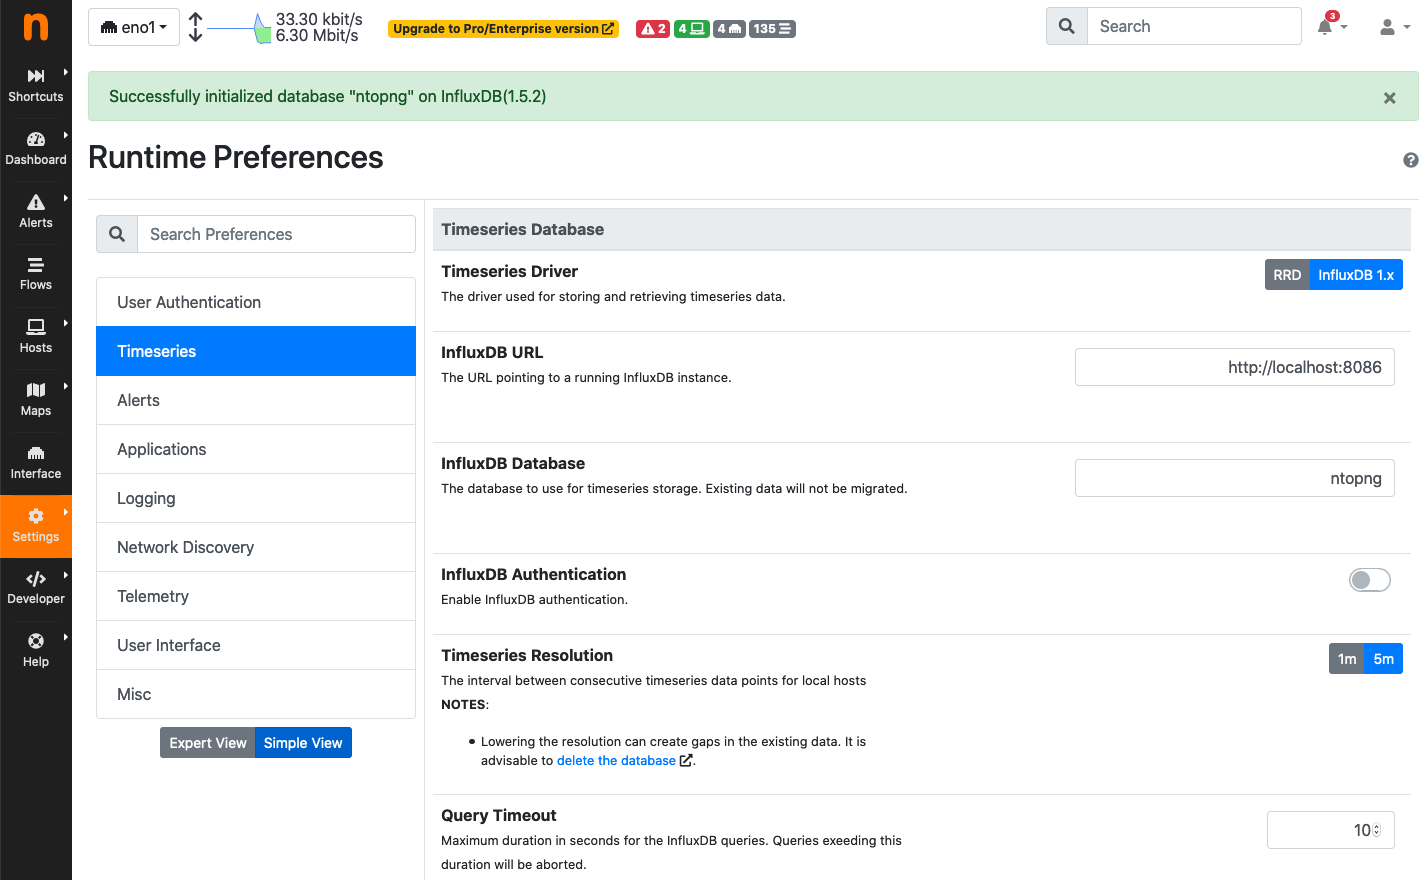 eno1
33.30 kbit/s
6.30 Mbit/s
Upgrade to Pro/Enterprise version
2
4
4
135
Search
3
Successfully initialized database "ntopng" on InfluxDB(1.5.2)
×
Shortcuts
Dashboard
Alerts
Flows
Hosts
Maps
Interface
Settings
Developer
Help
Runtime Preferences
?
Search Preferences
User Authentication
Timeseries
Alerts
Applications
Logging
Network Discovery
Telemetry
User Interface
Misc
Expert View Simple View
Timeseries Database
Timeseries Driver
The driver used for storing and retrieving timeseries data.
RRD InfluxDB 1.x
InfluxDB URL
The URL pointing to a running InfluxDB instance.
http://localhost:8086
InfluxDB Database
The database to use for timeseries storage. Existing data will not be migrated.
ntopng
InfluxDB Authentication
Enable InfluxDB authentication.
Timeseries Resolution
The interval between consecutive timeseries data points for local hosts
1m 5m
NOTES:
• Lowering the resolution can create gaps in the existing data. It is
advisable to delete the database.
Query Timeout
Maximum duration in seconds for the InfluxDB queries. Queries exeeding this
duration will be aborted.
10